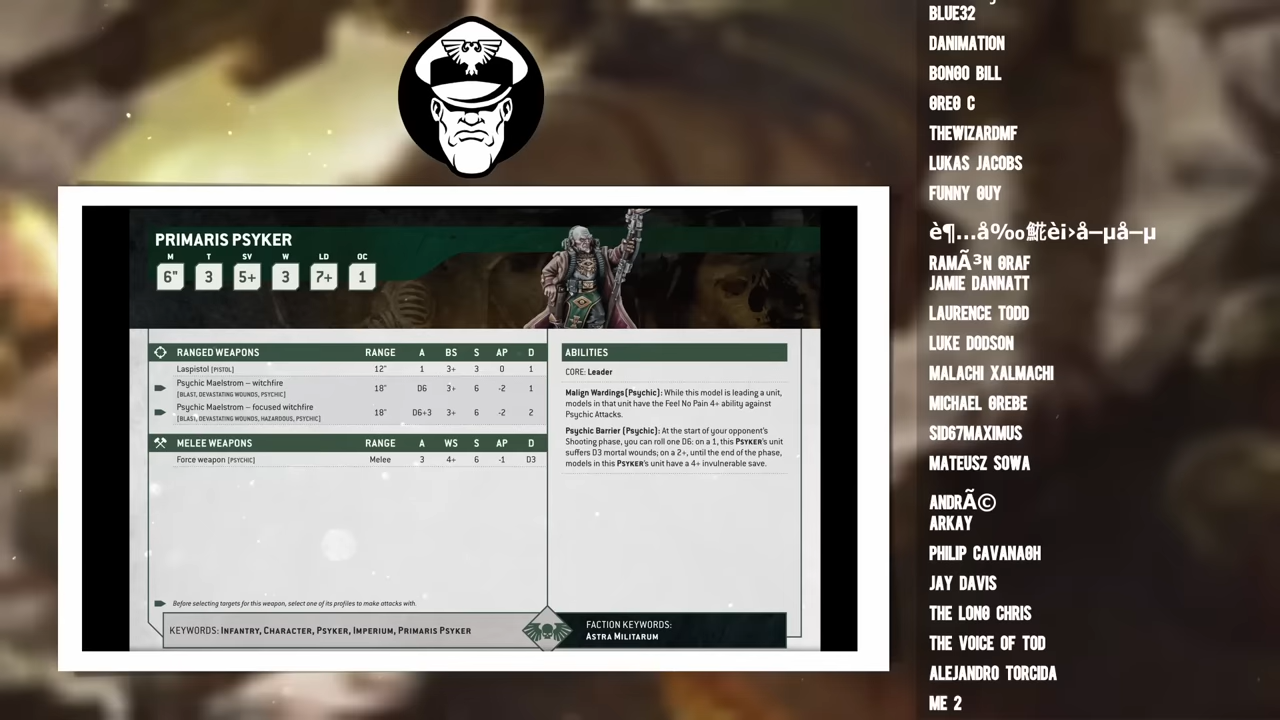 PRIMARIS PSYKER
M T SV W LD OC
6" 3 5+ 3 7+ 1
RANGED WEAPONS RANGE A BS S AP D
Laspistol [PISTOL] 12" 1 3+ 3 0 1
Psychic Maelstrom – witchfire
[BLAST, DEVASTATING WOUNDS, PSYCHIC] 18" D6 3+ 6 -2 1
Psychic Maelstrom – focused witchfire
[BLAST, DEVASTATING WOUNDS, HAZARDOUS, PSYCHIC] 18" D6+3 3+ 6 -2 2
MELEE WEAPONS RANGE A WS S AP D
Force weapon [PSYCHIC] Melee 3 4+ 6 -1 D3
Before selecting targets for this weapon, select one of its profiles to make attacks with.
ABILITIES
CORE: Leader
Malign Wardings (Psychic): While this model is leading a unit,
models in that unit have the Feel No Pain 4+ ability against
Psychic Attacks.
Psychic Barrier (Psychic): At the start of your opponent's
Shooting phase, you can roll one D6: on a 1, this PSYKER's unit
suffers D3 mortal wounds; on a 2+, until the end of the phase,
models in this PSYKER's unit have a 4+ invulnerable save.
KEYWORDS: INFANTRY, CHARACTER, PSYKER, IMPERIUM, PRIMARIS PSYKER
FACTION KEYWORDS:
ASTRA MILITARUM
BLUE32
DANIMATION
BONGO BILL
GREG C
THEWIZARDMF
LUKAS JACOBS
FUNNY GUY
RAMÃ³N GRAF
JAMIE DANNATT
LAURENCE TODD
LUKE DODSON
MALACHI XALMACHI
MICHAEL GREBE
SID67MAXIMUS
MATEUSZ SOWA
ANDRÃ©
ARKAY
PHILIP CAVANAGH
JAY DAVIS
THE LONG CHRIS
THE VOICE OF TOD
ALEJANDRO TORCIDA
ME 2